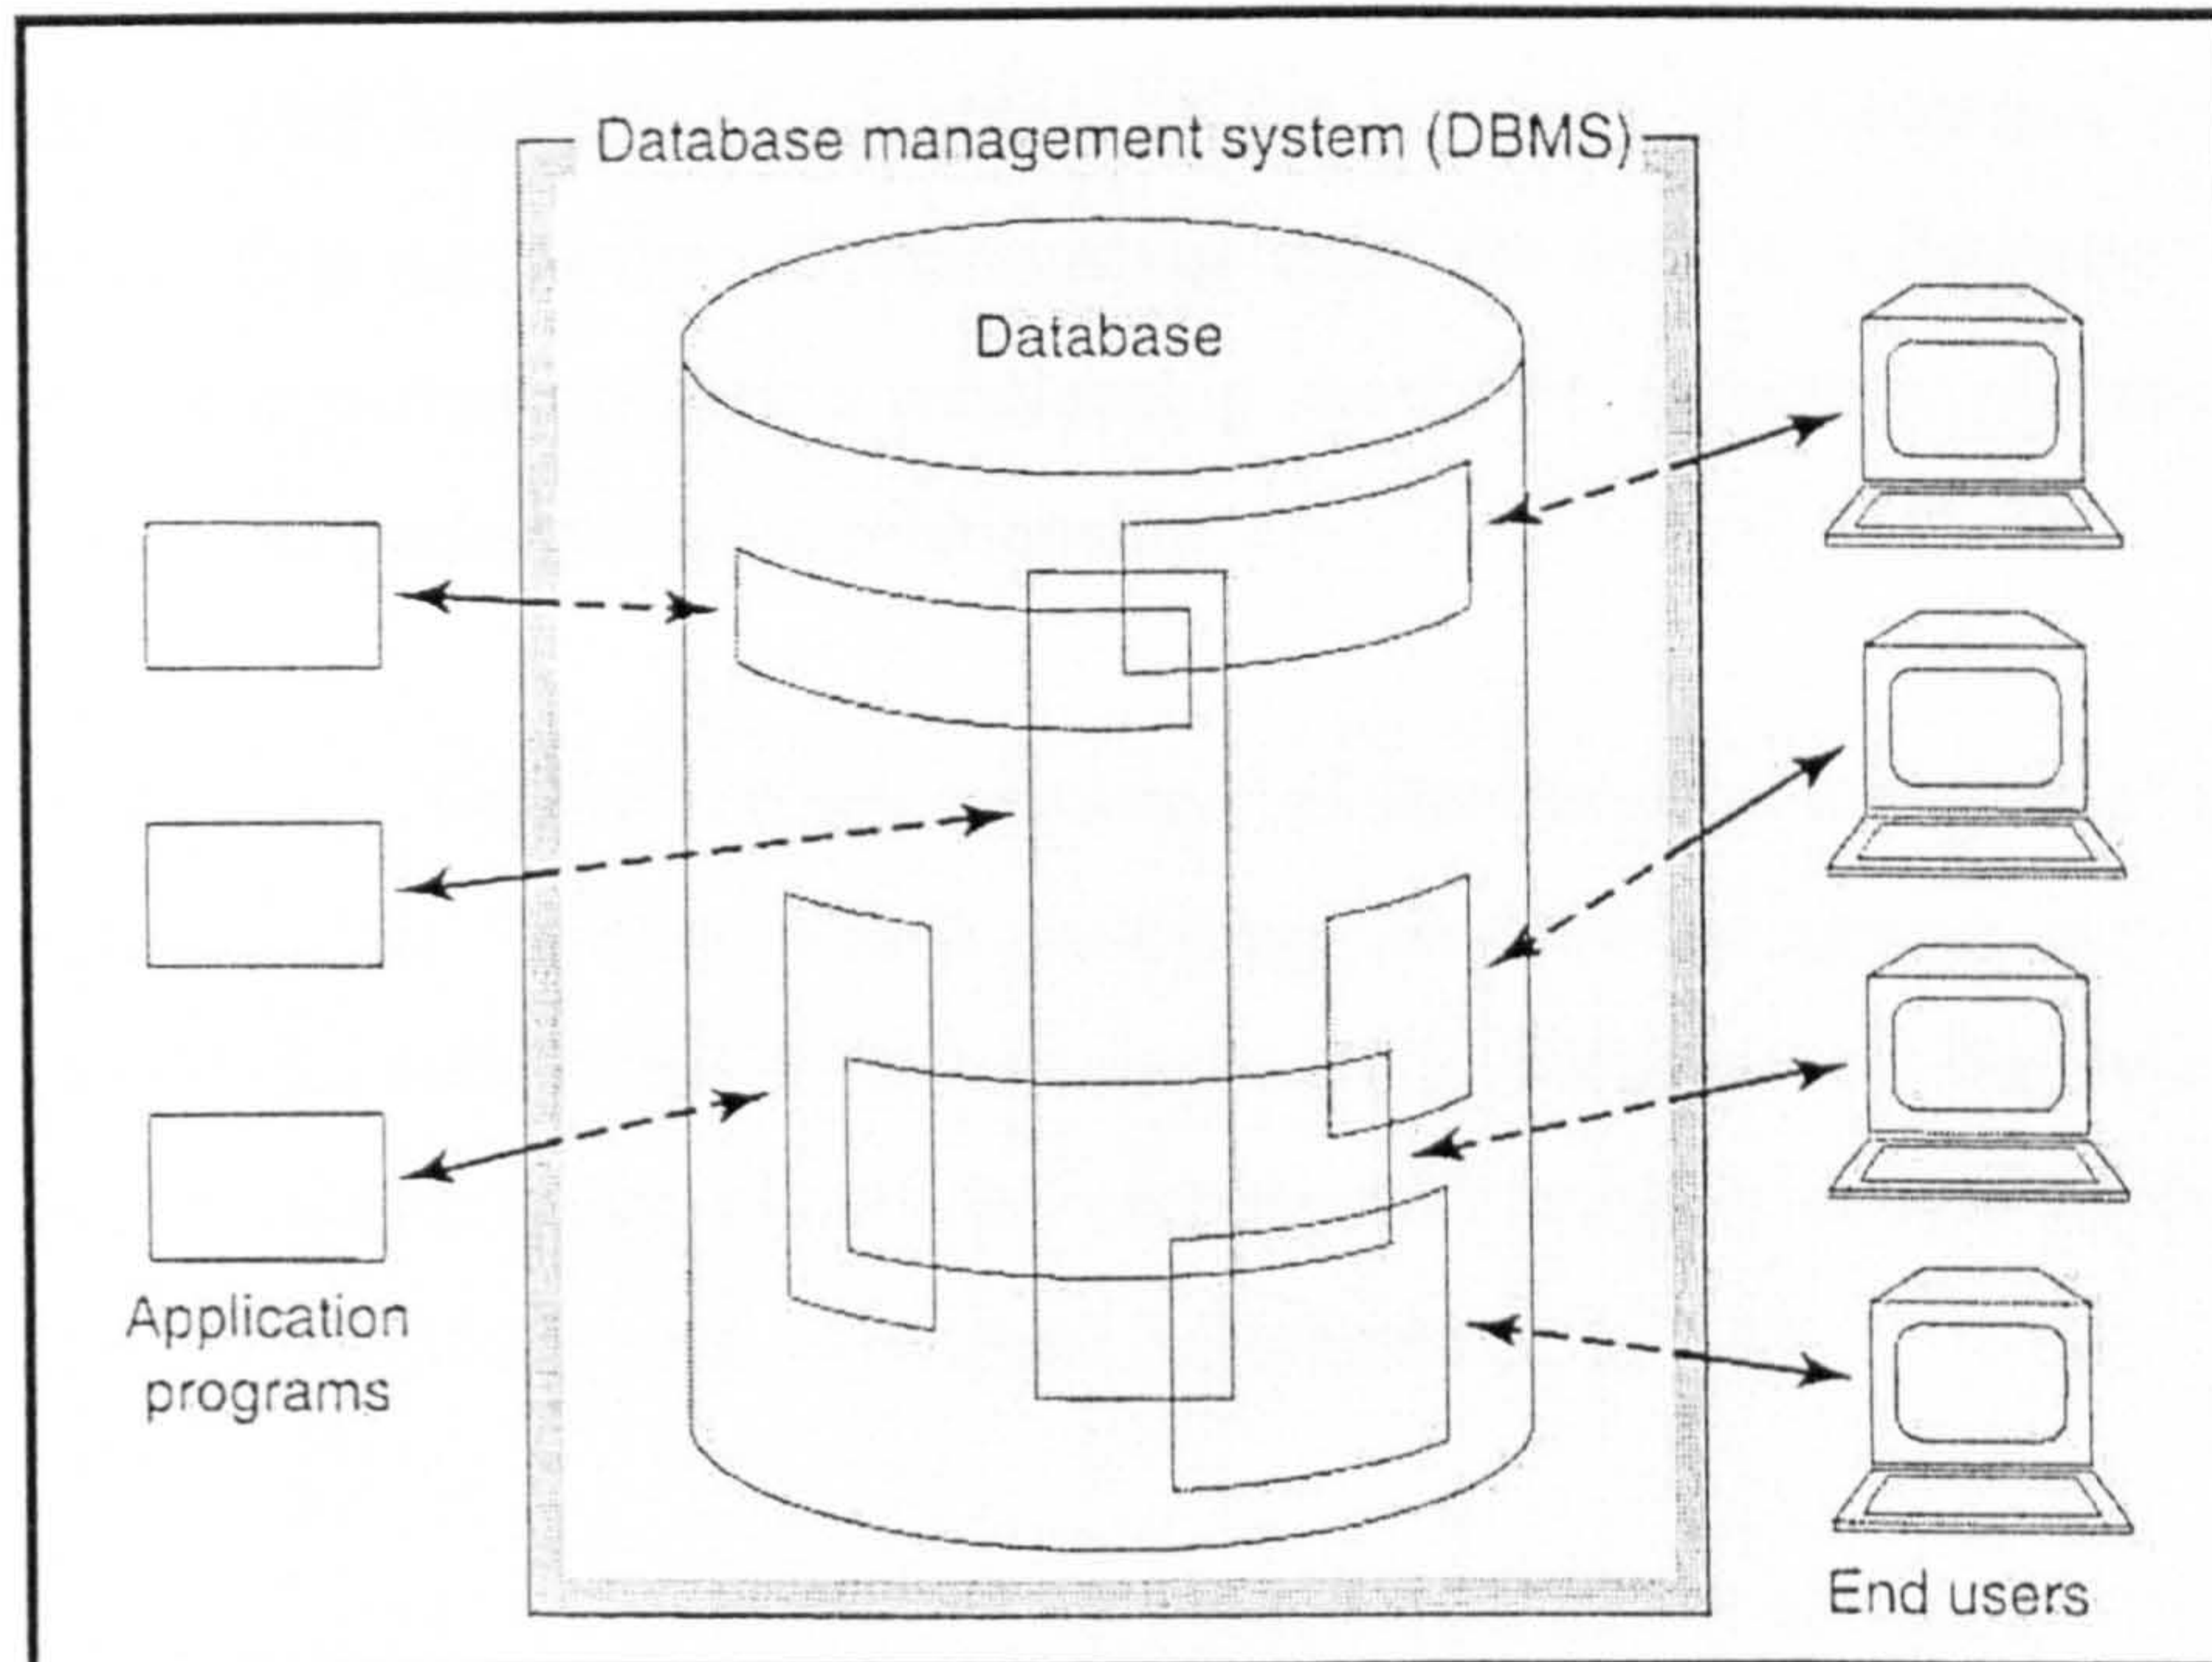 Database management system (DBMS)
Database
Application
programs
End users